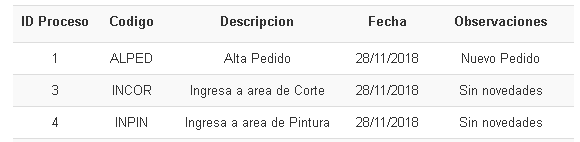 ID Proceso Codigo Descripcion Fecha Observaciones
1 ALPED Alta Pedido 28/11/2018 Nuevo Pedido
3 INCOR Ingresa a area de Corte 28/11/2018 Sin novedades
4 INPIN Ingresa a area de Pintura 28/11/2018 Sin novedades